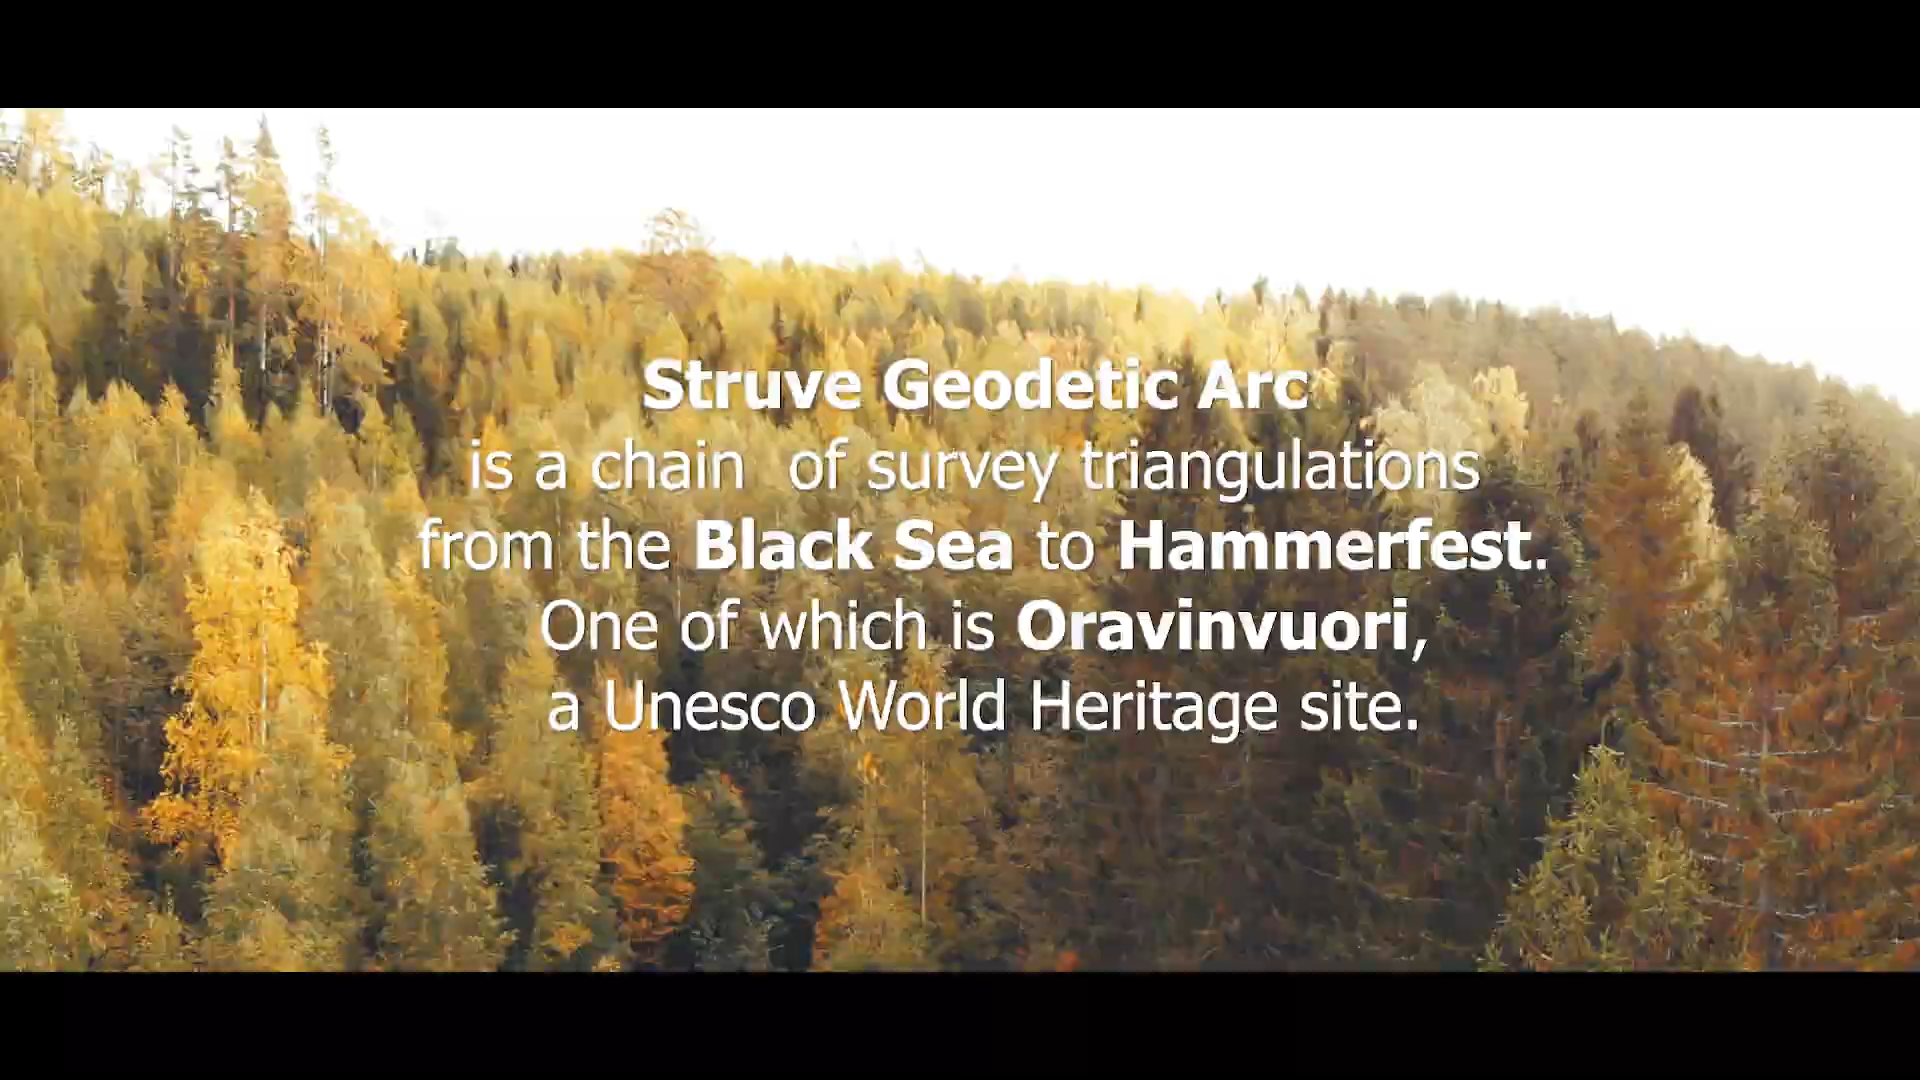 Struve Geodetic Arc
is a chain of survey triangulations
from the Black Sea to Hammerfest.
One of which is Oravinvuori,
a Unesco World Heritage site.